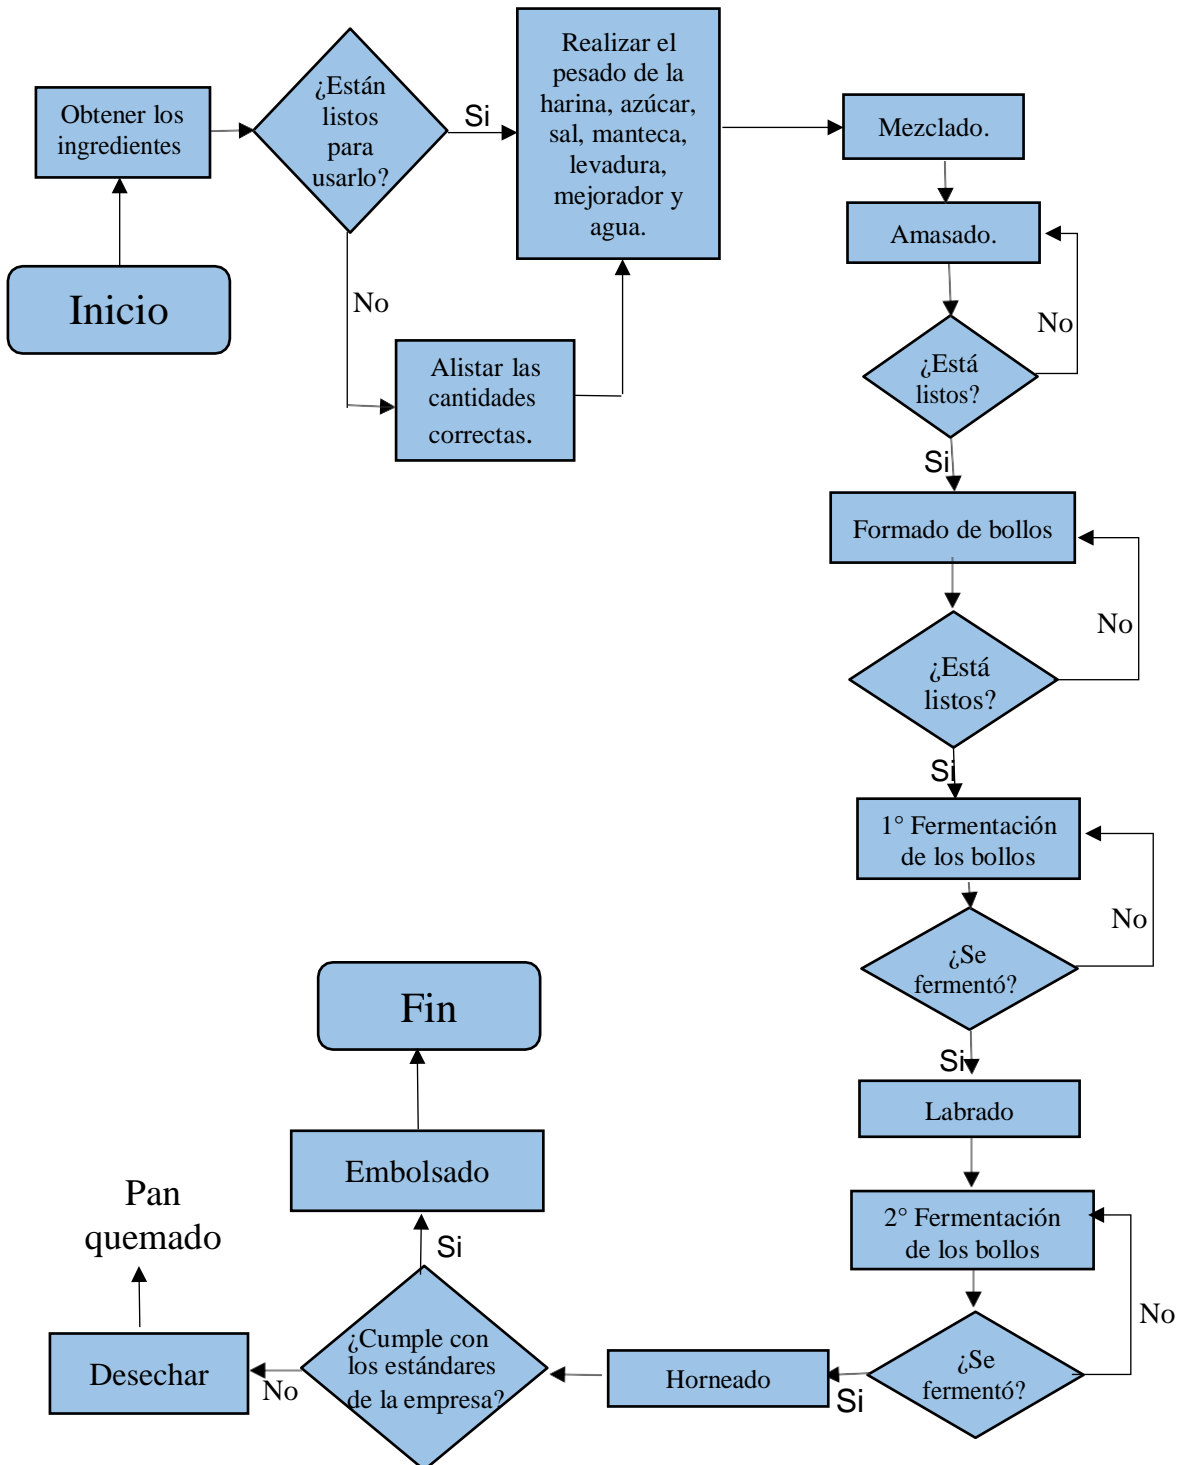 Inicio
Obtener los
ingredientes
¿Están
listos
para
usarlo?
Si
No
Alistar las
cantidades
correctas.
Realizar el
pesado de la
harina, azúcar,
sal, manteca,
levadura,
mejorador y
agua.
Mezclado.
Amasado.
No
¿Está
listos?
Si
Formado de bollos
No
¿Está
listos?
Si
1° Fermentación
de los bollos
No
¿Se
fermentó?
Si
Labrado
2° Fermentación
de los bollos
No
¿Se
fermentó?
Si
Horneado
¿Cumple con
los estándares
de la empresa?
No
Desechar
Pan
quemado
Si
Embolsado
Fin